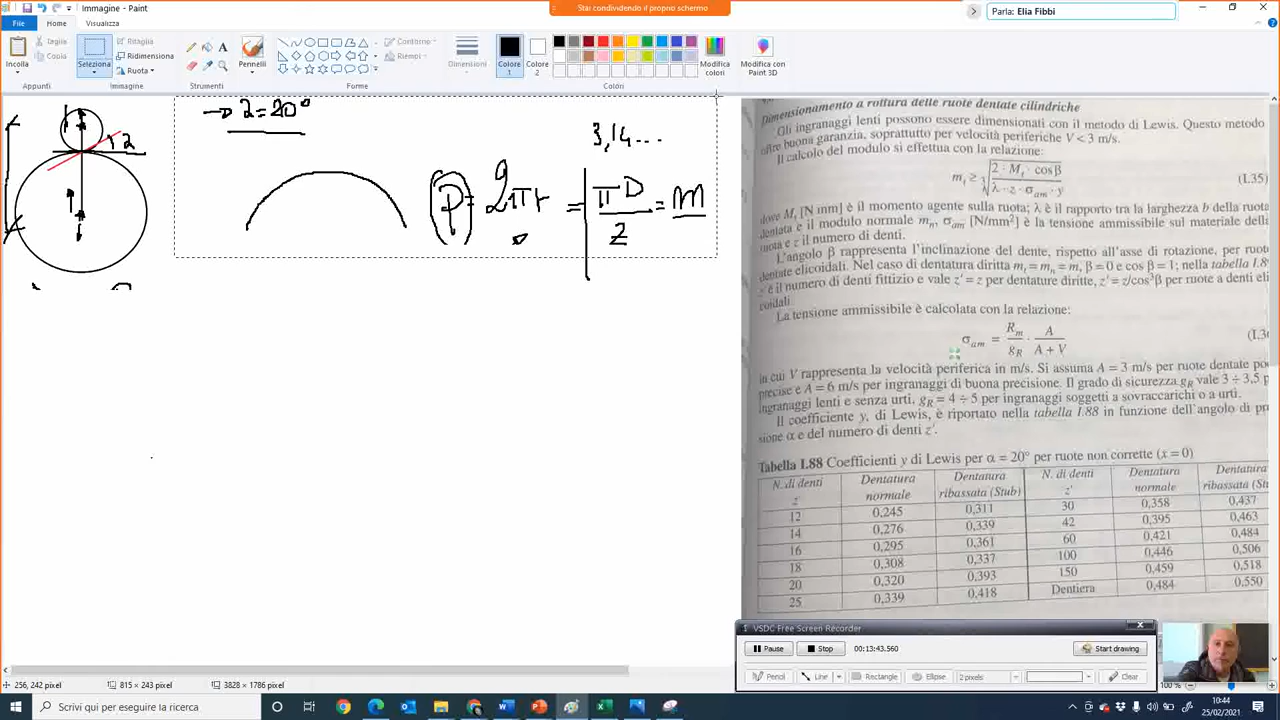 Immagine - Paint
Stai condividendo il proprio schermo
Parla: Elia Fibbi
File
Home
Visualizza
Incolla
Taglia
Copia
Seleziona
Ritaglia
Ridimensiona
Ruota
Pennelli
Contorno
Riempi
Dimensioni
Colore 1
Colore 2
Modifica colori
Modifica con Paint 3D
Appunti
Immagine
Strumenti
Forme
Colori
2=20°
2
3,14...
P = 2πr = πD/z = m
Dimensionamento a rottura delle ruote dentate cilindriche
Gli ingranaggi lenti possono essere dimensionati con il metodo di Lewis. Questo metodo
offre buona garanzia, soprattutto per velocità periferiche V < 3 m/s.
Il calcolo del modulo si effettua con la relazione:
m_t ≥ ∛(2 · M_t · cosβ / λ · z · σ_am · y) (I.35)
dove M_t [N mm] è il momento agente sulla ruota; λ è il rapporto tra la larghezza b della ruota
dentata e il modulo normale m_n, σ_am [N/mm²] è la tensione ammissibile sul materiale della
ruota e z il numero di denti.
L'angolo β rappresenta l'inclinazione del dente, rispetto all'asse di rotazione, per ruote
dentate elicoidali. Nel caso di dentatura diritta m_t = m_n = m, β = 0 e cos β = 1; nella tabella I.88
z' è il numero di denti fittizio e vale z' = z per dentature diritte, z' = z/cos³β per ruote a denti eli
coidali.
La tensione ammissibile è calcolata con la relazione:
σ_am = R_m / g_R · A / (A + V) (I.3
in cui V rappresenta la velocità periferica in m/s. Si assuma A = 3 m/s per ruote dentate po
precise e A = 6 m/s per ingranaggi di buona precisione. Il grado di sicurezza g_R vale 3 ÷ 3,5 p
ingranaggi lenti e senza urti, g_R = 4 ÷ 5 per ingranaggi soggetti a sovraccarichi o a urti.
Il coefficiente y, di Lewis, è riportato nella tabella I.88 in funzione dell'angolo di pr
sione α e del numero di denti z'.
Tabella I.88 Coefficienti y di Lewis per α = 20° per ruote non corrette (x = 0)
N. di denti z' Dentatura normale Dentatura ribassata (Stub) N. di denti z' Dentatura normale Dentatura ribassata (St
12 0,245 0,311 30 0,358 0,437
14 0,276 0,339 42 0,395 0,463
16 0,295 0,361 60 0,421 0,484
18 0,308 0,337 100 0,446 0,506
20 0,320 0,393 150 0,459 0,518
25 0,339 0,418 Dentiera 0,484 0,550
VSDC Free Screen Recorder
Pause
Stop
00:13:43.560
Start drawing
Pencil
Line
Rectangle
Ellipse
2 pixels
Clear
256, 242 pixel
815 × 243 pixel
3828 × 1786 pixel
100 %
Scrivi qui per eseguire la ricerca
10:44
25/02/2021